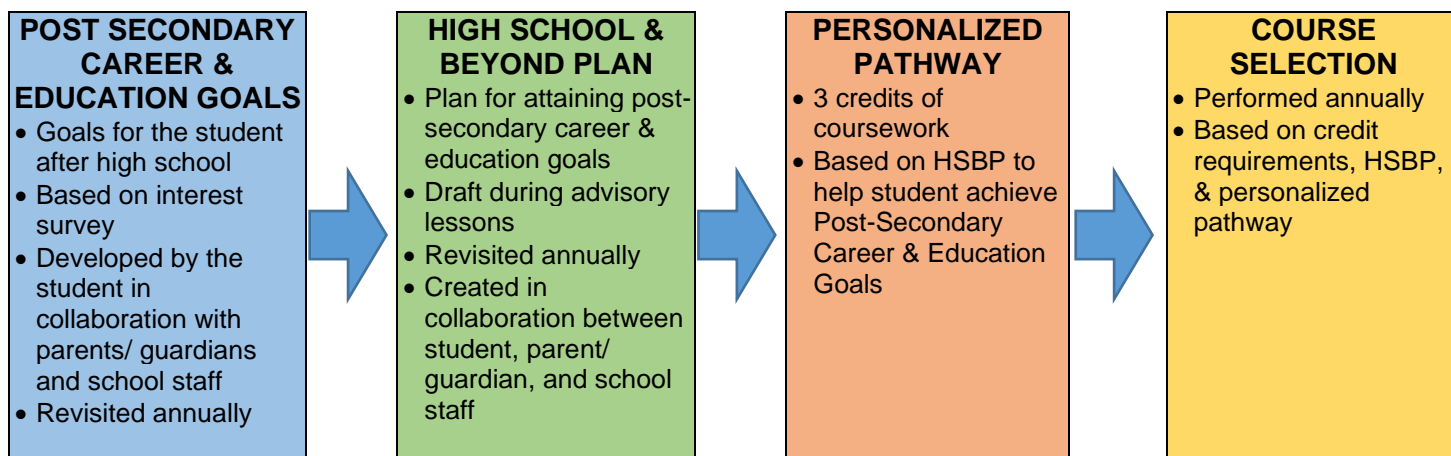 POST SECONDARY
CAREER &
EDUCATION GOALS
• Goals for the student
after high school
• Based on interest
survey
• Developed by the
student in
collaboration with
parents/ guardians
and school staff
• Revisited annually
HIGH SCHOOL &
BEYOND PLAN
• Plan for attaining post-
secondary career &
education goals
• Draft during advisory
lessons
• Revisited annually
• Created in
collaboration between
student, parent/
guardian, and school
staff
PERSONALIZED
PATHWAY
• 3 credits of
coursework
• Based on HSBP to
help student achieve
Post-Secondary
Career & Education
Goals
COURSE
SELECTION
• Performed annually
• Based on credit
requirements, HSBP,
& personalized
pathway